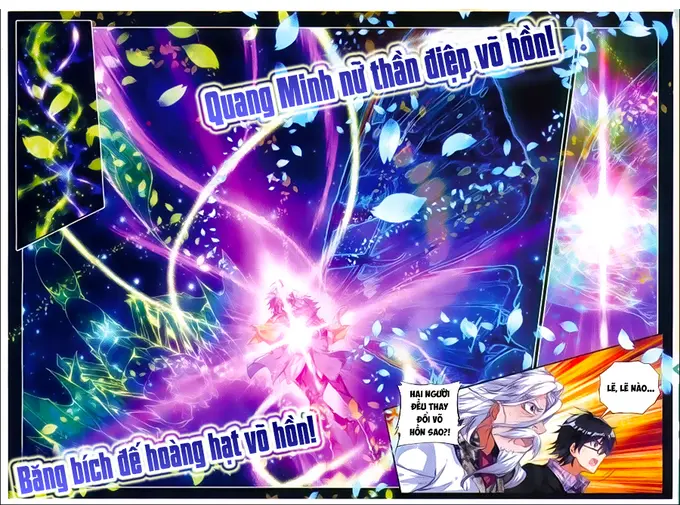 Quang Minh nữ thần điệp võ hồn!
Băng bích đế hoàng hạt võ hồn!
HAI NGƯỜI
ĐỀU THAY
ĐỔI VÕ
HỒN SAO?!
LẼ, LẼ NÀO...